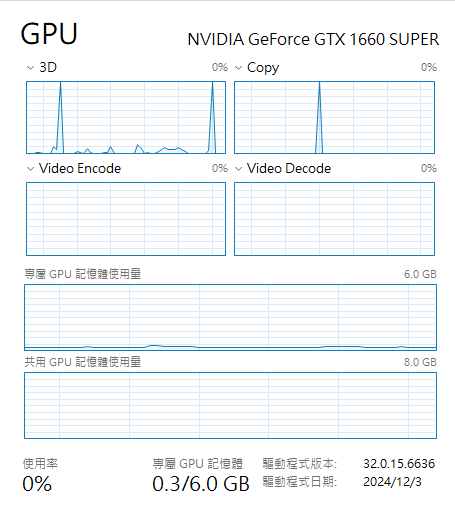 GPU NVIDIA GeForce GTX 1660 SUPER
3D 0% Copy 0%
Video Encode 0% Video Decode 0%
專屬 GPU 記憶體使用量 6.0 GB
共用 GPU 記憶體使用量 8.0 GB
使用率 專屬 GPU 記憶體 驅動程式版本: 32.0.15.6636
0% 0.3/6.0 GB 驅動程式日期: 2024/12/3